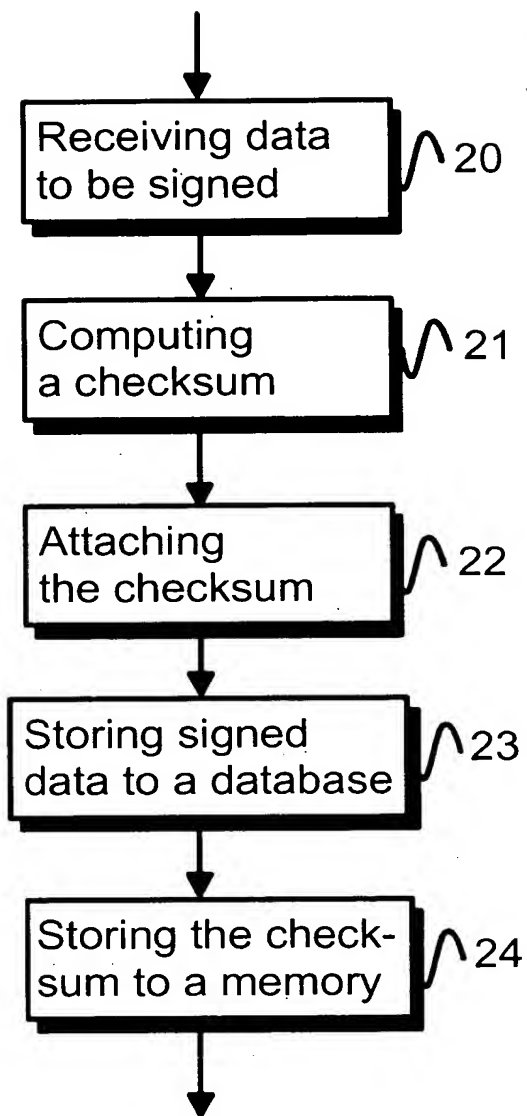 Receiving data
to be signed
20
Computing
a checksum
21
Attaching
the checksum
22
Storing signed
data to a database
23
Storing the check-
sum to a memory
24